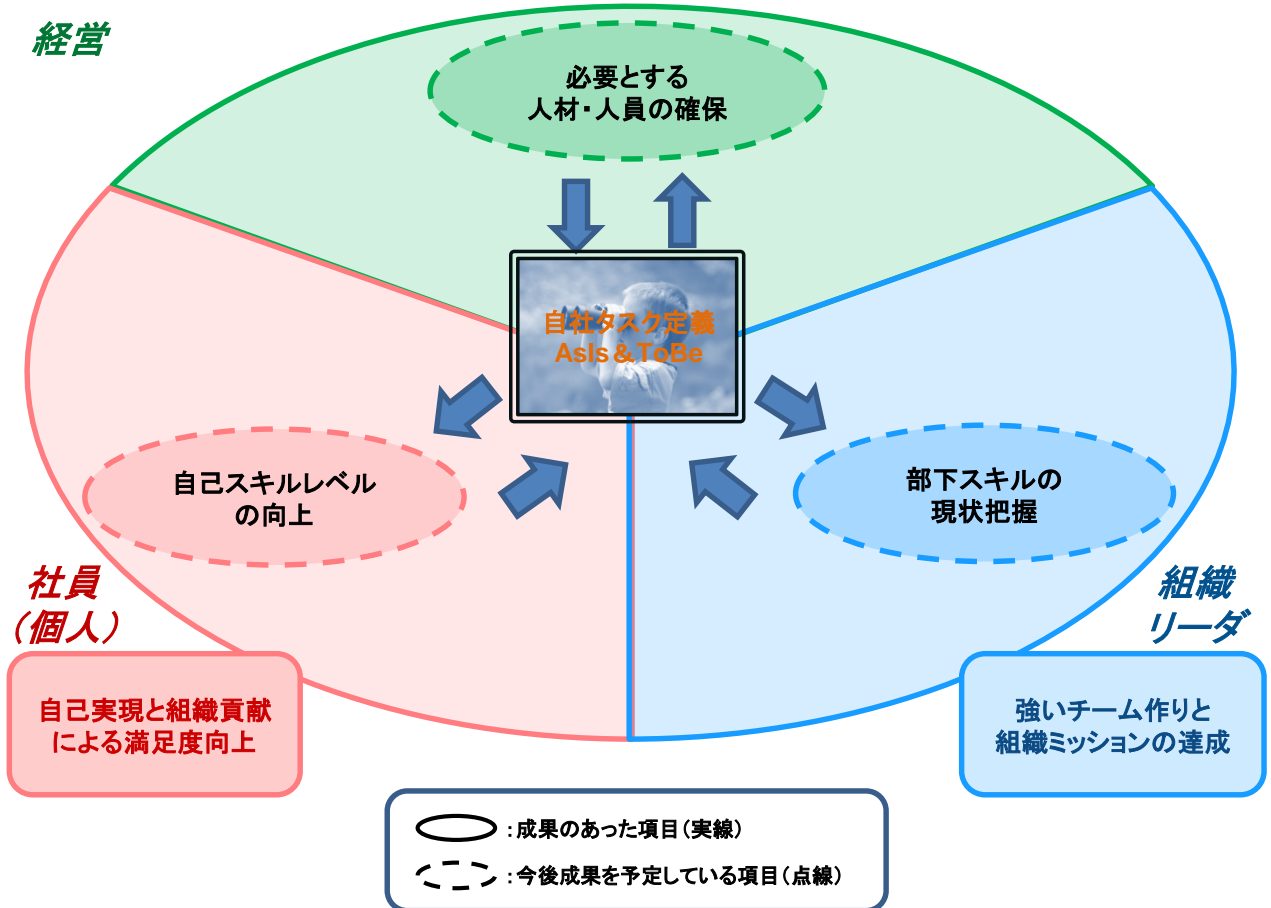 経営
必要とする
人材・人員の確保
自社タスク定義
AsIs&ToBe
自己スキルレベル
の向上
部下スキルの
現状把握
社員
(個人)
組織
リーダ
自己実現と組織貢献
による満足度向上
強いチーム作りと
組織ミッションの達成
:成果のあった項目(実線)
:今後成果を予定している項目(点線)